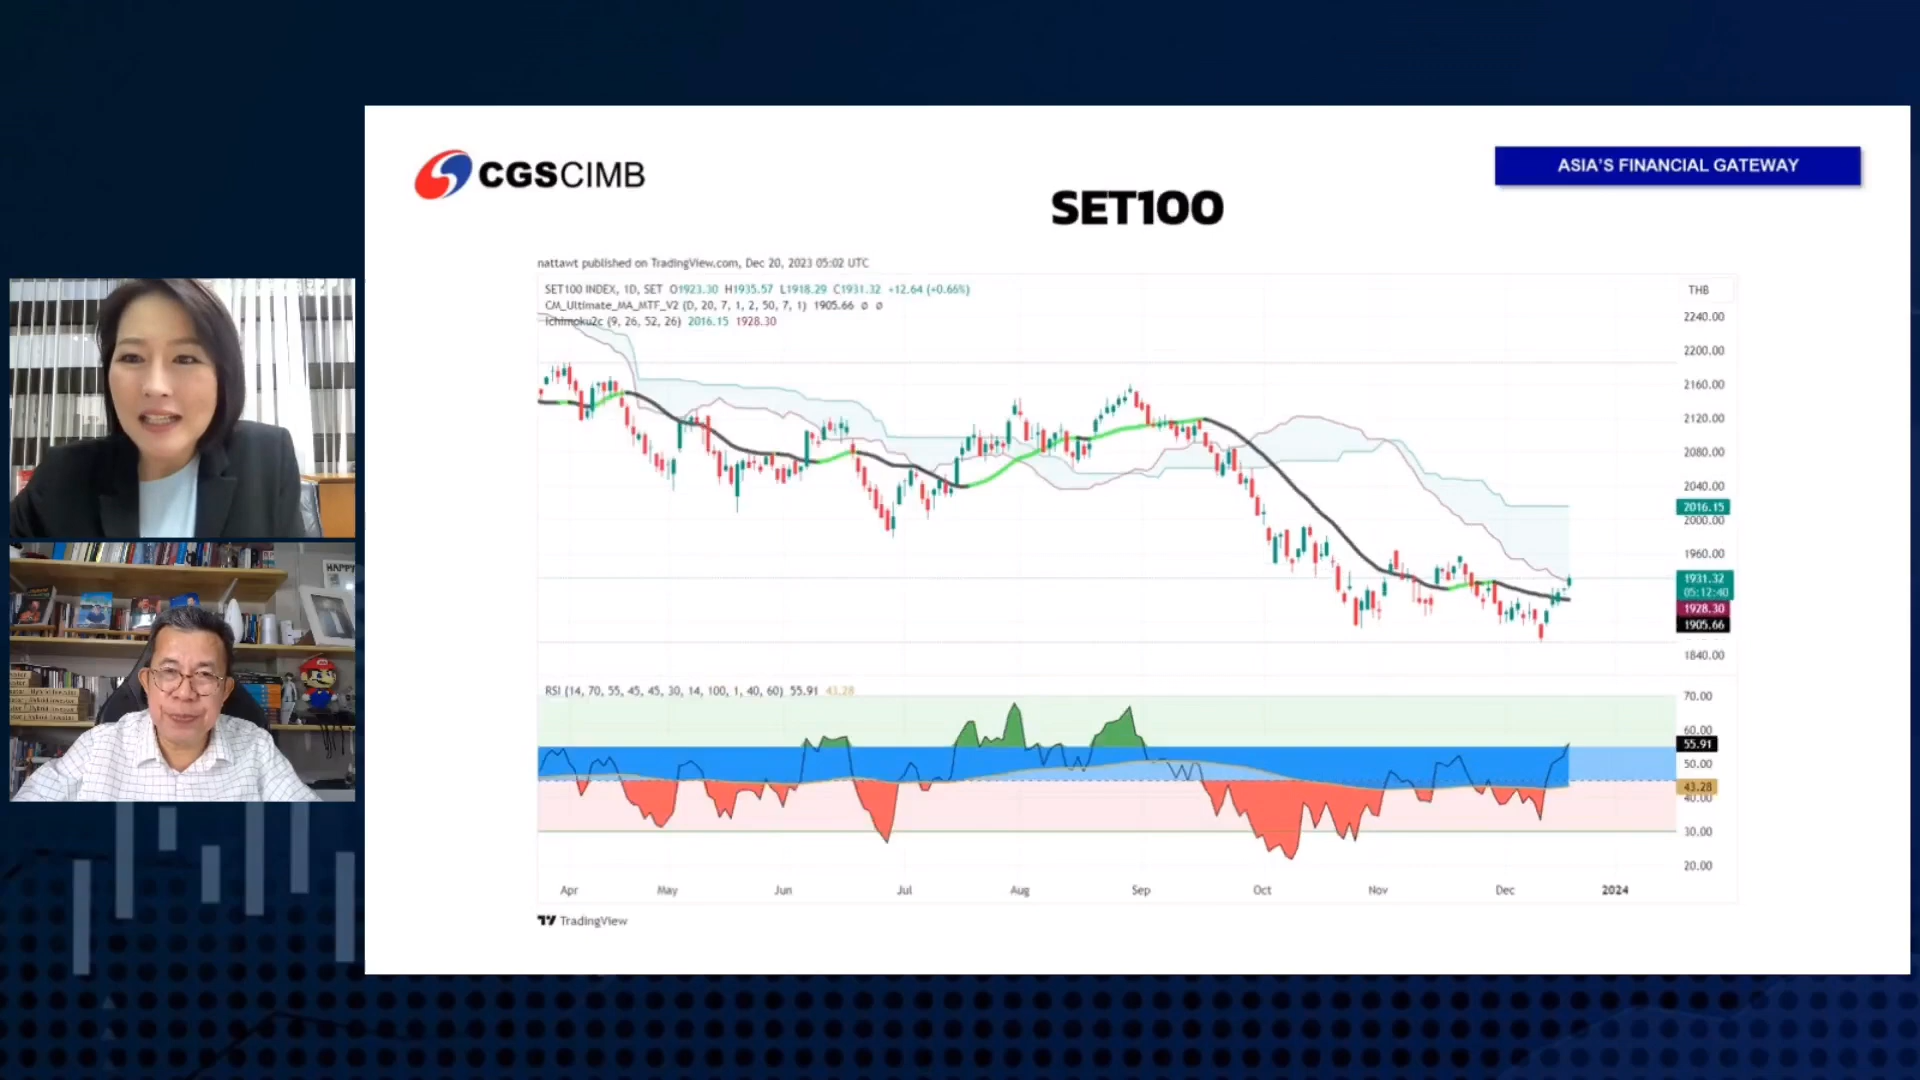 CGSCIMB
ASIA'S FINANCIAL GATEWAY
SET100
nattawt published on TradingView.com, Dec 20, 2023 05:02 UTC
SET100 INDEX, 1D, SET O1923.30 H1935.57 L1918.29 C1931.32 +12.64 (+0.66%)
CM_Ultimate_MA_MTF_V2 (D, 20, 7, 1, 2, 50, 7, 1) 1905.66 ∅ ∅
Ichimoku2c (9, 26, 52, 26) 2016.15 1928.30
THB
2240.00
2200.00
2160.00
2120.00
2080.00
2040.00
2016.15
2000.00
1960.00
1931.32
05:12:40
1928.30
1905.66
1840.00
RSI (14, 70, 55, 45, 45, 30, 14, 100, 1, 40, 60) 55.91 43.28
70.00
60.00
55.91
50.00
43.28
40.00
30.00
20.00
Apr May Jun Jul Aug Sep Oct Nov Dec 2024
TradingView
HAPPY